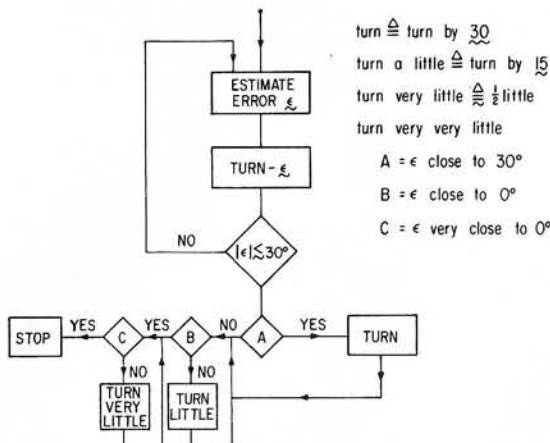 turn ≜ turn by 30
turn a little ≜ turn by 15
turn very little ≜ ½ little
turn very very little
A = ϵ close to 30°
B = ϵ close to 0°
C = ϵ very close to 0°
ESTIMATE
ERROR ϵ
TURN-ϵ
NO
|ϵ|≲30°
STOP
YES
C
YES
B
NO
A
YES
TURN
NO
NO
TURN
VERY
LITTLE
TURN
LITTLE